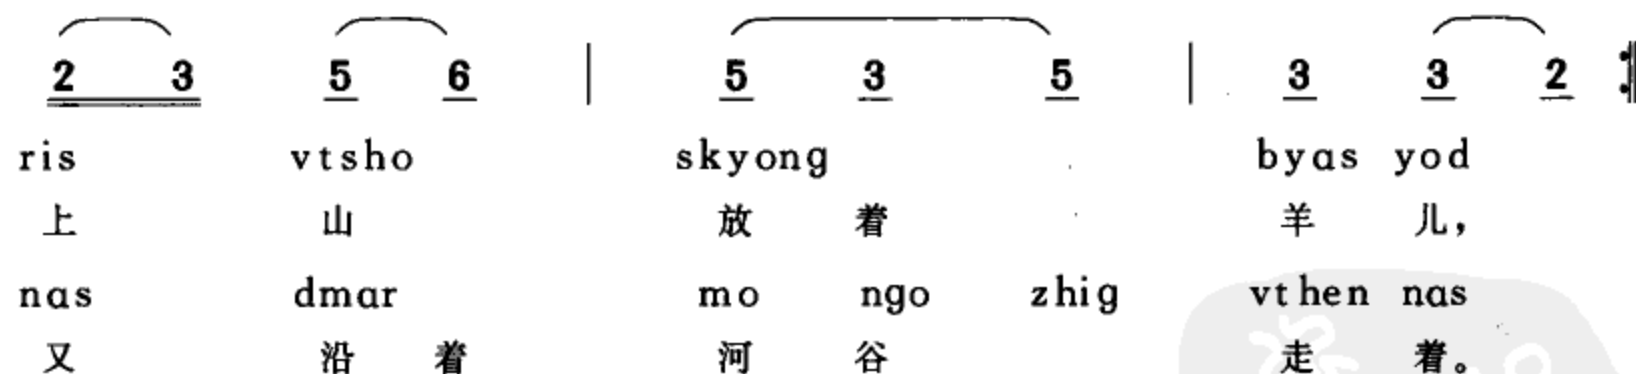 2 3 5 6 | 5 3 5 | 3 3 2 :‖
ris vtsho skyong byas yod
上 山 放 着 羊 儿，
nas dmar mo ngo zhig vthen nas
又 沿 着 河 谷 走 着。